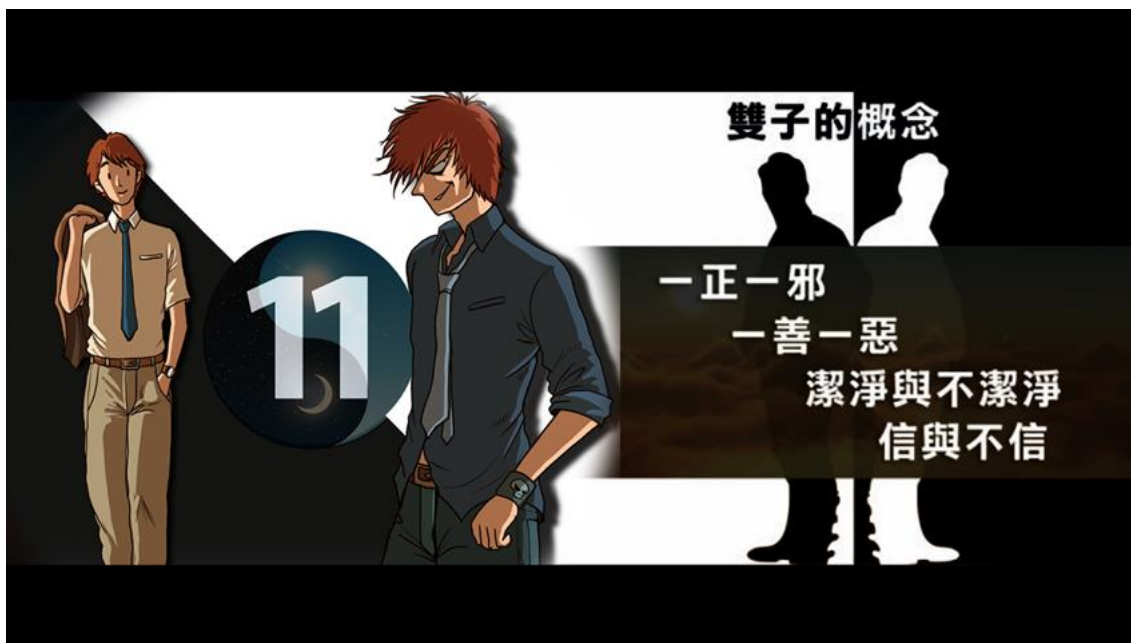 雙子的概念
11
一正一邪
一善一惡
潔淨與不潔淨
信與不信